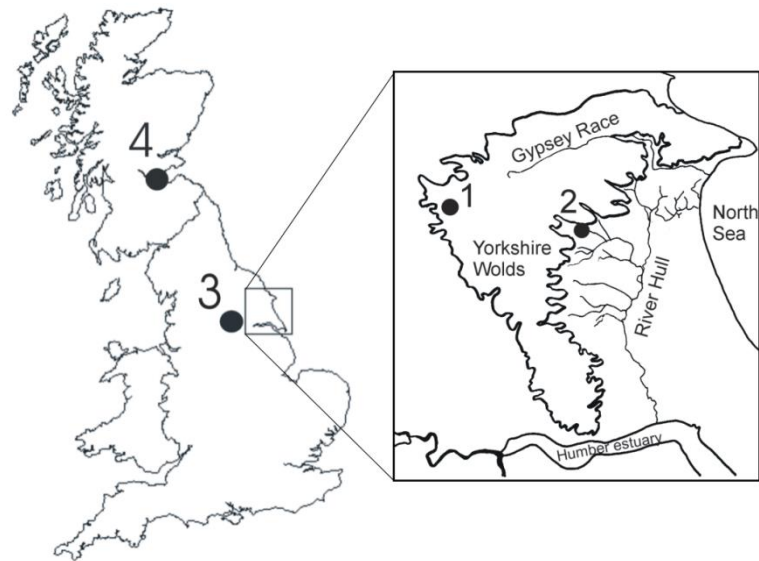 4
3
Gypsey Race
1
2
North
Sea
Yorkshire
Wolds
River Hull
Humber estuary